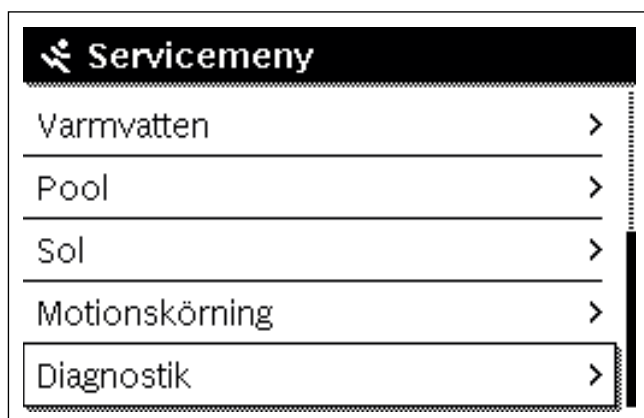 Servicemeny
Varmvatten
Pool
Sol
Motionskörning
Diagnostik